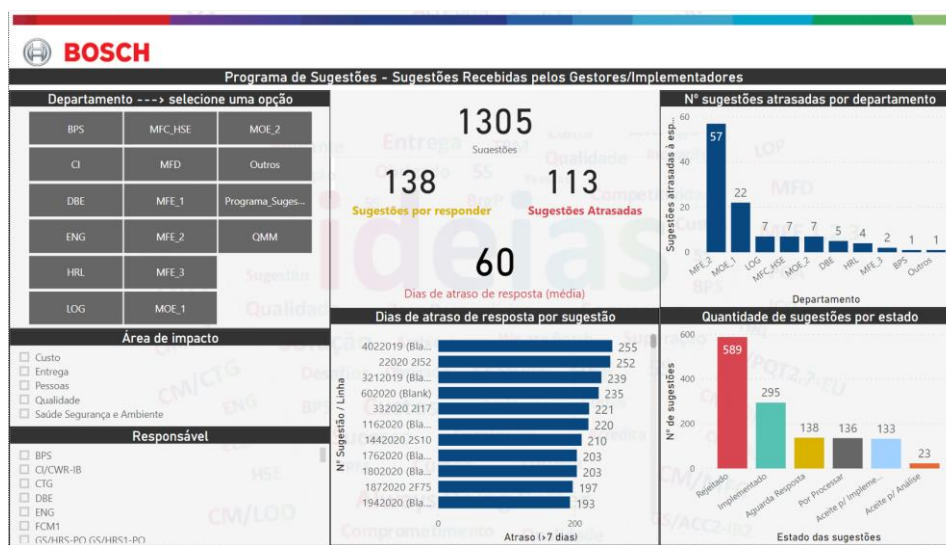 BOSCH
Programa de Sugestões - Sugestões Recebidas pelos Gestores/Implementadores
Departamento ---> selecione uma opção
BPS MFC_HSE MOE_2
CI MFD Outros
DBE MFE_1 Programa_Suges...
ENG MFE_2 QMM
HRL MFE_3
LOG MOE_1
Área de impacto
Custo
Entrega
Pessoas
Qualidade
Saúde Segurança e Ambiente
Responsável
BPS
CI/CWR-IB
CTG
DBE
ENG
FCM1
GS/HRS-PO GS/HRS1-PO
1305
Sugestões
138
Sugestões por responder
113
Sugestões Atrasadas
60
Dias de atraso de resposta (média)
ideias
Dias de atraso de resposta por sugestão
Nº Sugestão / Linha
4022019 (Bla... 255
22020 2I52 252
3212019 (Bla... 239
602020 (Blank) 235
332020 2I17 221
1162020 (Bla... 220
1442020 2S10 210
1762020 (Bla... 203
1802020 (Bla... 203
1872020 2F75 197
1942020 (Bla... 193
0 200
Atraso (>7 dias)
Nº sugestões atrasadas por departamento
Sugestões atrasadas à esp...
60
40
20
0
57 22 7 7 7 5 4 2 1 1
MFE_2 MOE_1 LOG MFC_HSE MOE_2 DBE HRL MFE_3 BPS Outros
Departamento
Quantidade de sugestões por estado
Nº de sugestões
600
400
200
0
589 295 138 136 133 23
Rejeitado Implementado Aguarda Resposta Por Processar Aceite p/ Impleme... Aceite p/ Análise
Estado das sugestões